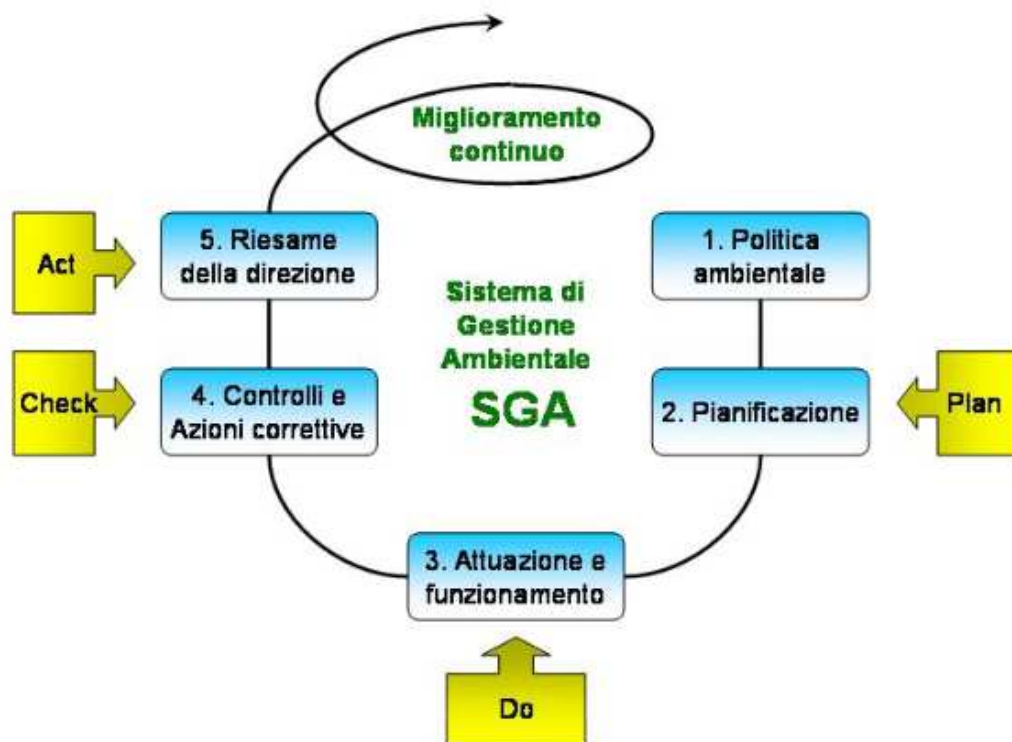 Miglioramento
continuo
Act
5. Riesame
della direzione
1. Politica
ambientale
Sistema di
Gestione
Ambientale
SGA
Check
4. Controlli e
Azioni correttive
2. Pianificazione
Plan
3. Attuazione e
funzionamento
Do